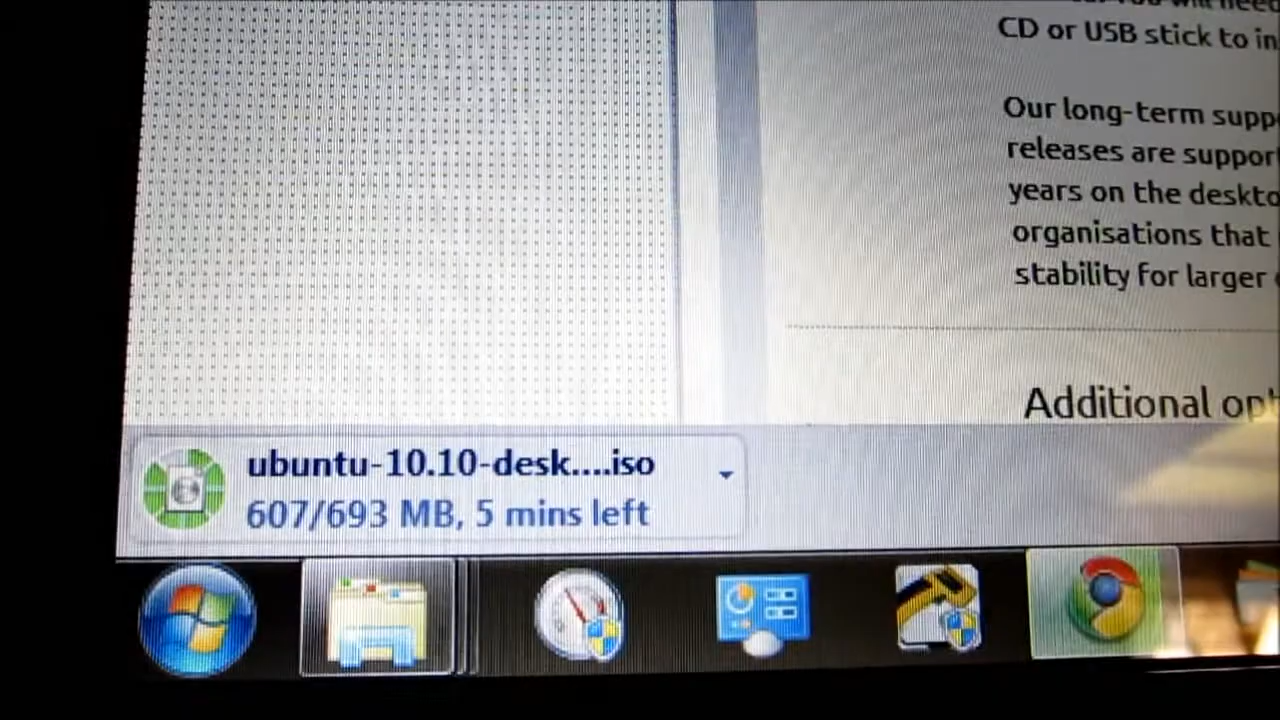 CD or USB stick to in
Our long-term supp
releases are support
years on the deskto
organisations that
stability for larger
Additional opt
ubuntu-10.10-desk....iso
607/693 MB, 5 mins left